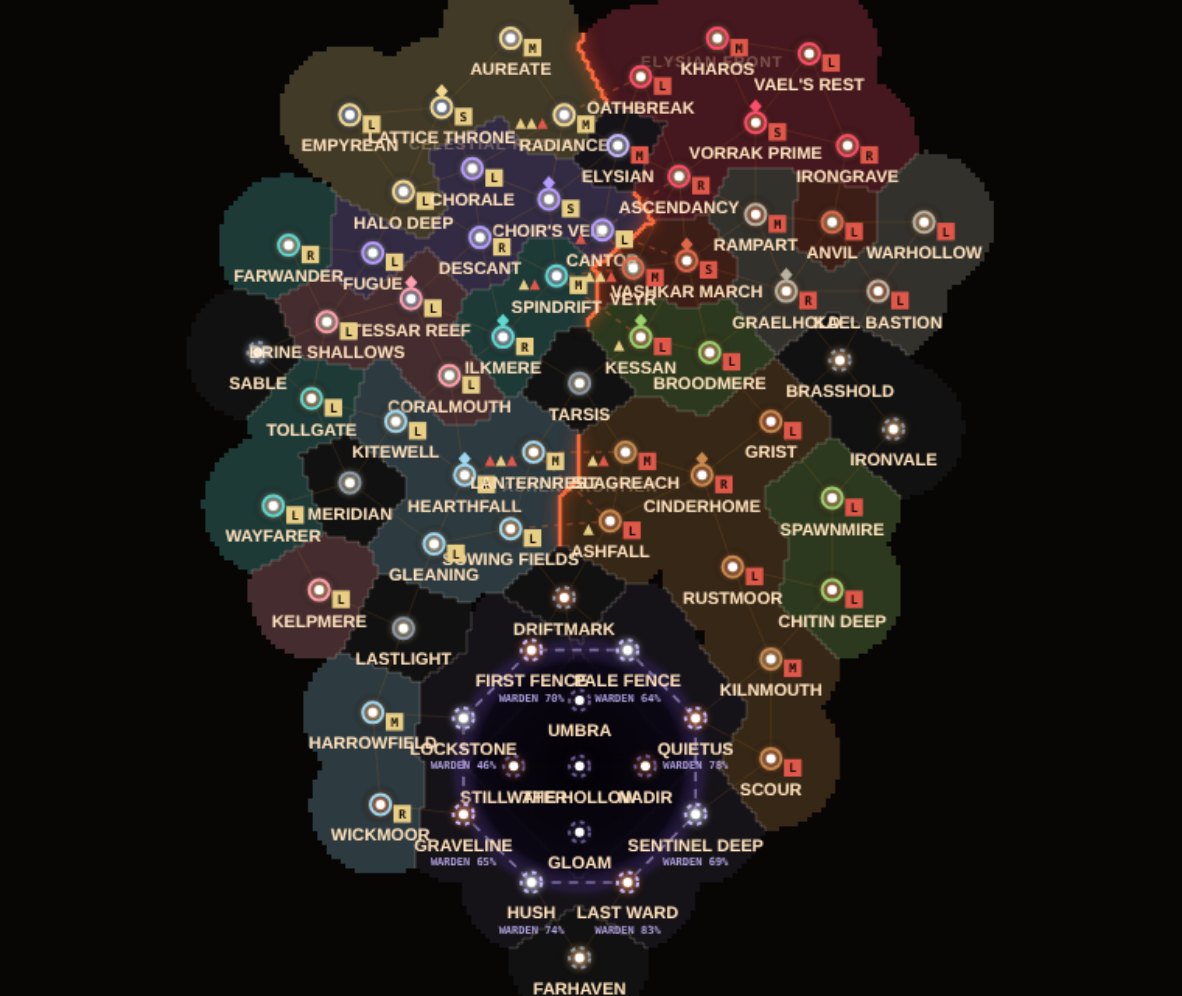 AUREATE
M
ELYSIAN FRONT
KHAROS
M
VAEL'S REST
L
OATHBREAK
L
EMPYREAN
L
LATTICE THRONE
S
RADIANCE
M
VORRAK PRIME
S
IRONGRAVE
R
ELYSIAN
M
CHORALE
L
HALO DEEP
L
CHOIR'S VE
S
ASCENDANCY
R
RAMPART
M
ANVIL
L
WARHOLLOW
L
FARWANDER
R
FUGUE
L
DESCANT
R
CANTOR
L
SPINDRIFT
M
VEYR
M
VASHKAR MARCH
S
GRAELHOLD
R
KAEL BASTION
L
TESSAR REEF
L
BRINE SHALLOWS
L
SABLE
ILKMERE
R
KESSAN
L
BROODMERE
L
BRASSHOLD
CORALMOUTH
L
TARSIS
TOLLGATE
L
KITEWELL
L
GRIST
L
IRONVALE
LANTERNREST
M
SLAGREACH
M
HEARTHFALL
R
CINDERHOME
R
MERIDIAN
WAYFARER
L
SPAWNMIRE
L
SOWING FIELDS
L
ASHFALL
L
GLEANING
L
RUSTMOOR
L
CHITIN DEEP
L
KELPMERE
L
DRIFTMARK
LASTLIGHT
FIRST FENCE
WARDEN 70%
PALE FENCE
WARDEN 64%
KILNMOUTH
M
UMBRA
HARROWFIELD
M
LOCKSTONE
WARDEN 46%
QUIETUS
WARDEN 78%
SCOUR
L
STILLWATER
THE HOLLOW
NADIR
WICKMOOR
R
GRAVELINE
WARDEN 65%
SENTINEL DEEP
WARDEN 69%
GLOAM
HUSH
WARDEN 74%
LAST WARD
WARDEN 83%
FARHAVEN